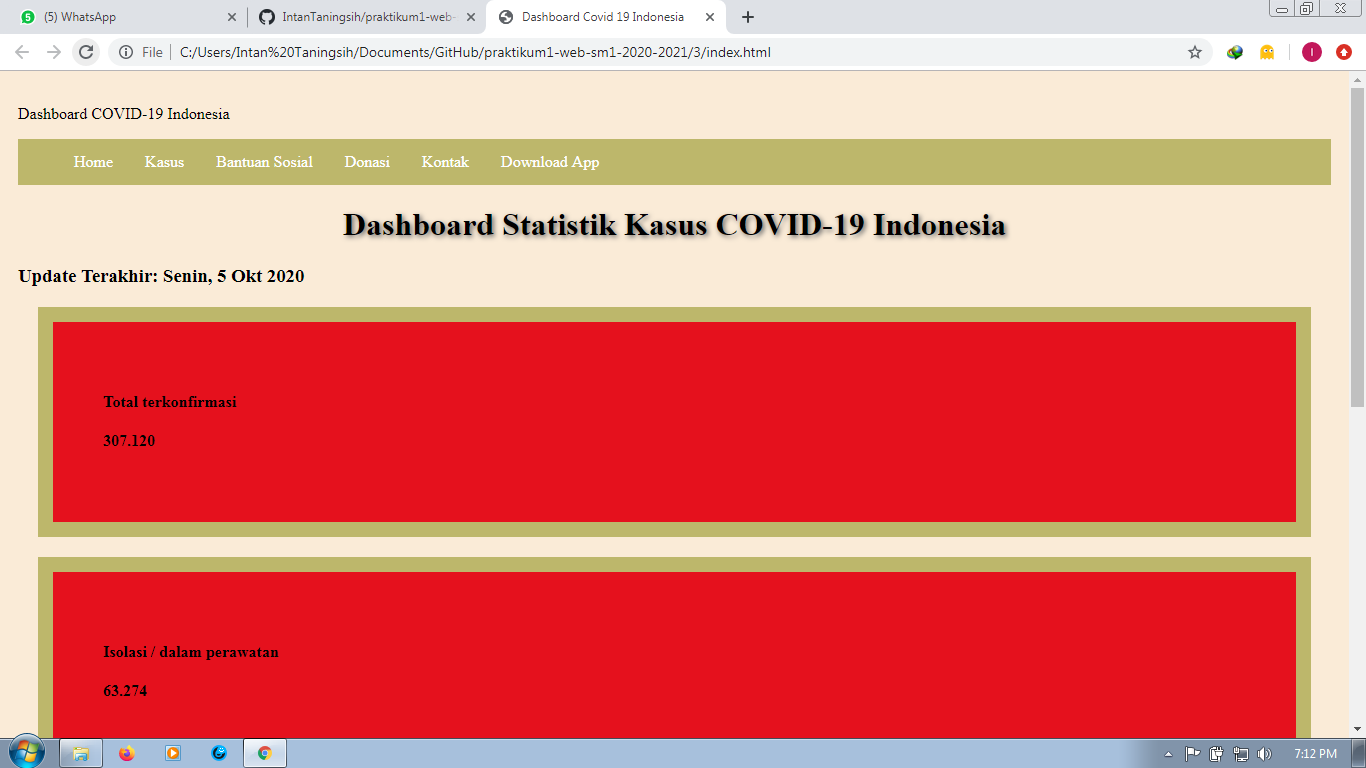 (5) WhatsApp
IntanTaningsih/praktikum1-web-
Dashboard Covid 19 Indonesia
File
C:/Users/Intan%20Taningsih/Documents/GitHub/praktikum1-web-sm1-2020-2021/3/index.html
I
Dashboard COVID-19 Indonesia
Home Kasus Bantuan Sosial Donasi Kontak Download App
Dashboard Statistik Kasus COVID-19 Indonesia
Update Terakhir: Senin, 5 Okt 2020
Total terkonfirmasi
307.120
Isolasi / dalam perawatan
63.274
7:12 PM